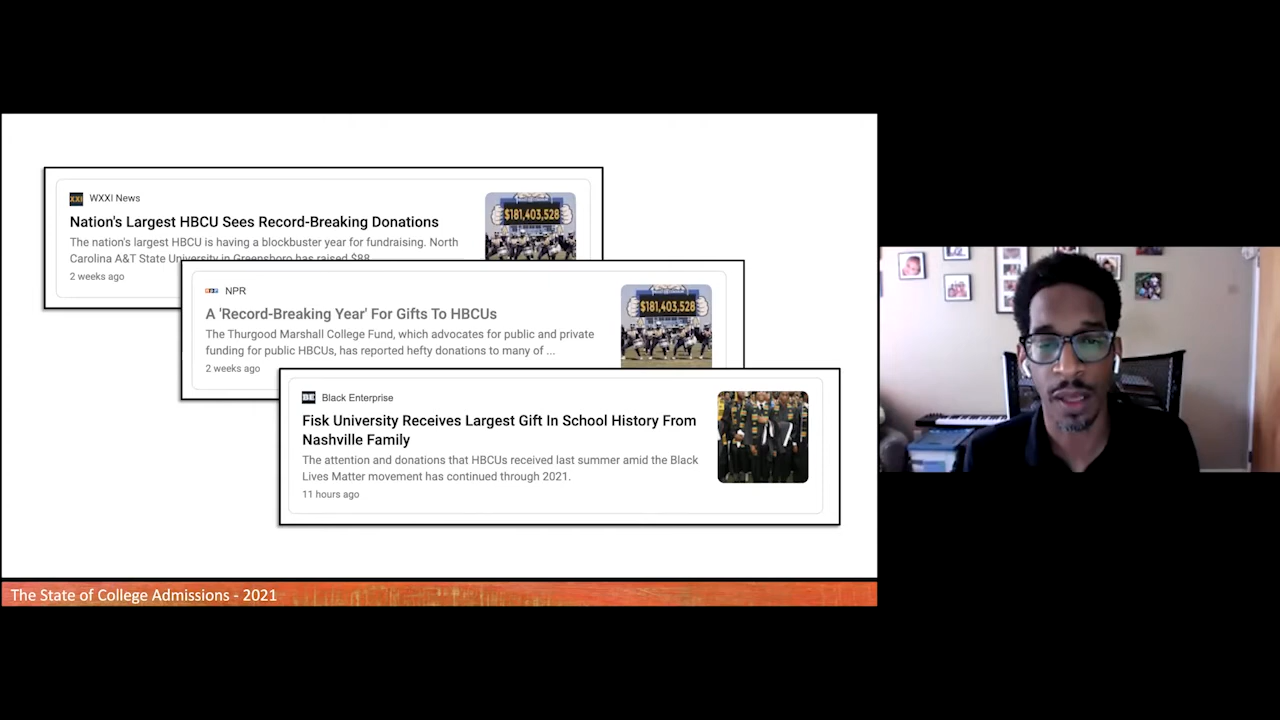 WXXI News
Nation's Largest HBCU Sees Record-Breaking Donations
The nation's largest HBCU is having a blockbuster year for fundraising. North
Carolina A&T State University in Greensboro has raised $88
2 weeks ago
$181,403,528
NPR
A 'Record-Breaking Year' For Gifts To HBCUs
The Thurgood Marshall College Fund, which advocates for public and private
funding for public HBCUs, has reported hefty donations to many of ...
2 weeks ago
$181,403,528
BE Black Enterprise
Fisk University Receives Largest Gift In School History From
Nashville Family
The attention and donations that HBCUs received last summer amid the Black
Lives Matter movement has continued through 2021.
11 hours ago
The State of College Admissions - 2021